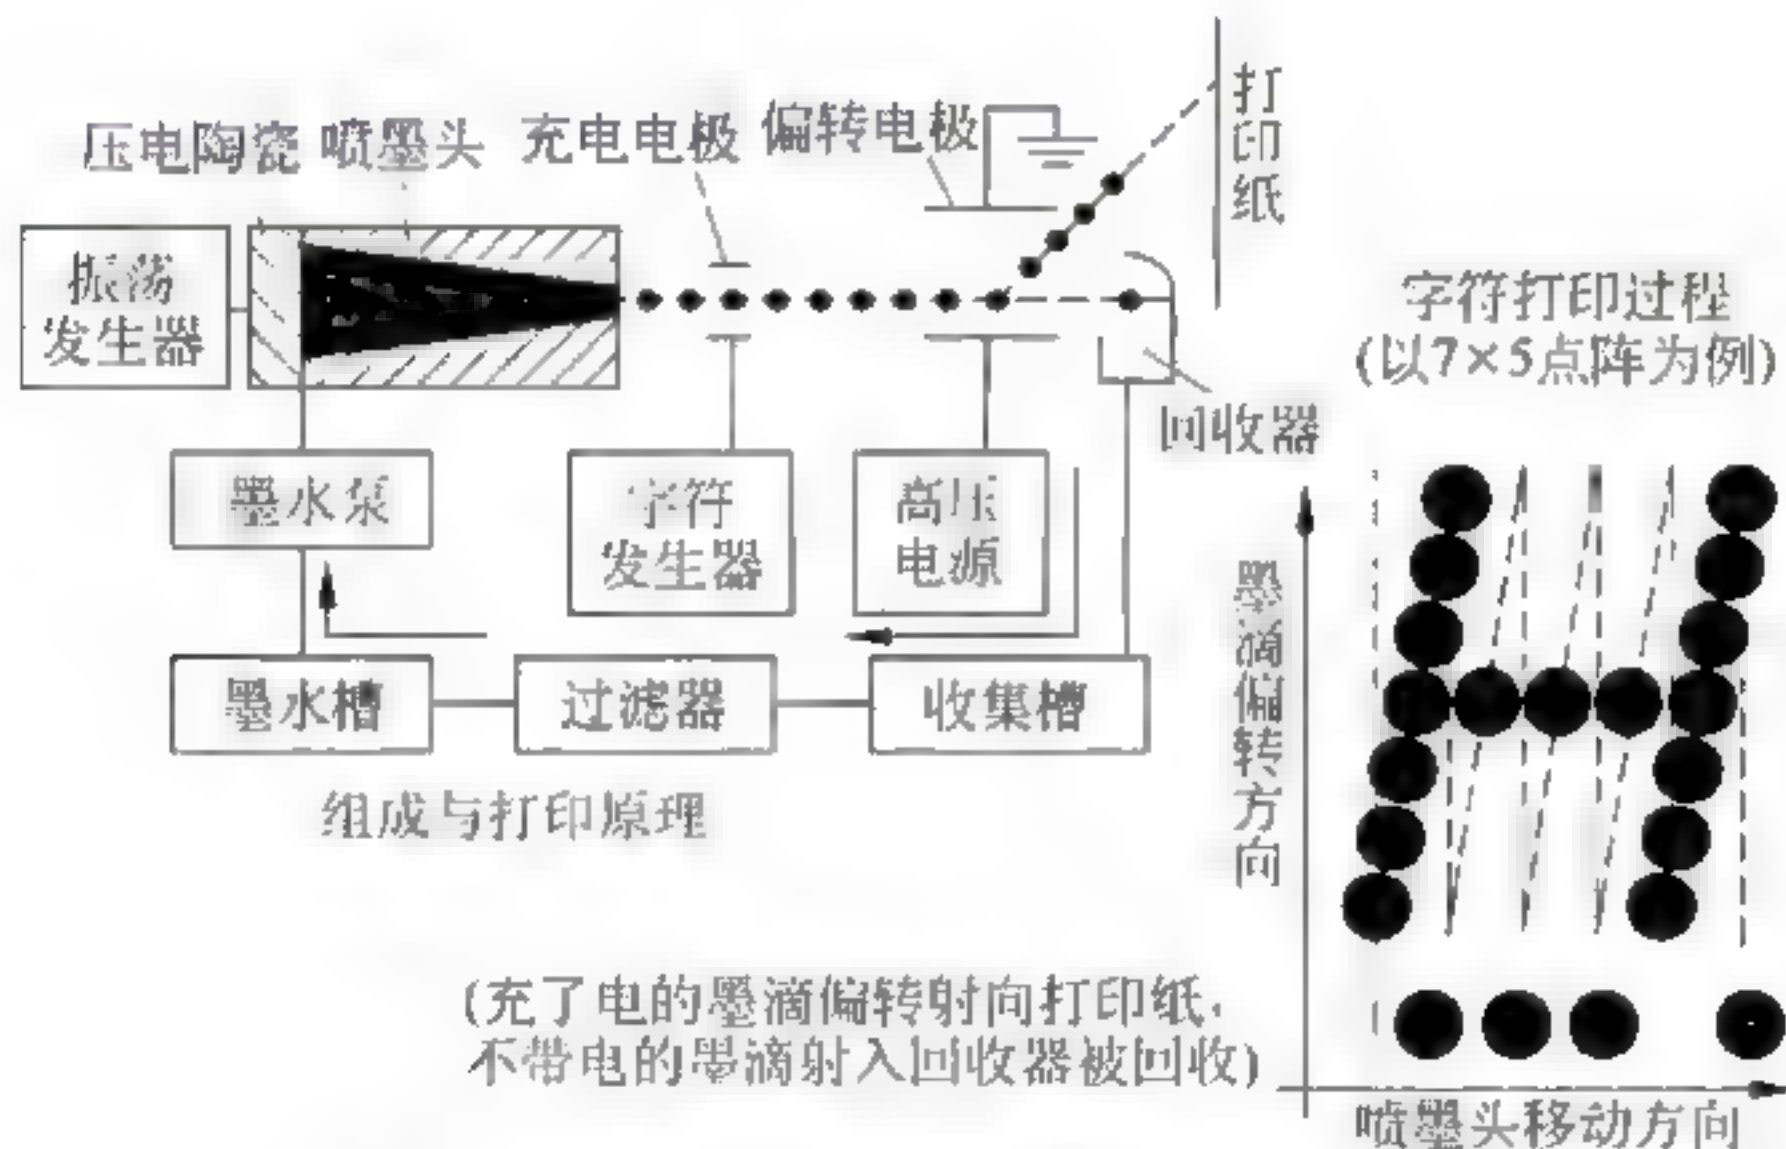 压电陶瓷 喷墨头 充电电极 偏转电极
打印纸
振荡
发生器
字符打印过程
(以7×5点阵为例)
回收器
墨水泵
字符
发生器
高压
电源
墨滴偏转方向
墨水槽
过滤器
收集槽
组成与打印原理
(充了电的墨滴偏转射向打印纸,
不带电的墨滴射入回收器被回收)
喷墨头移动方向